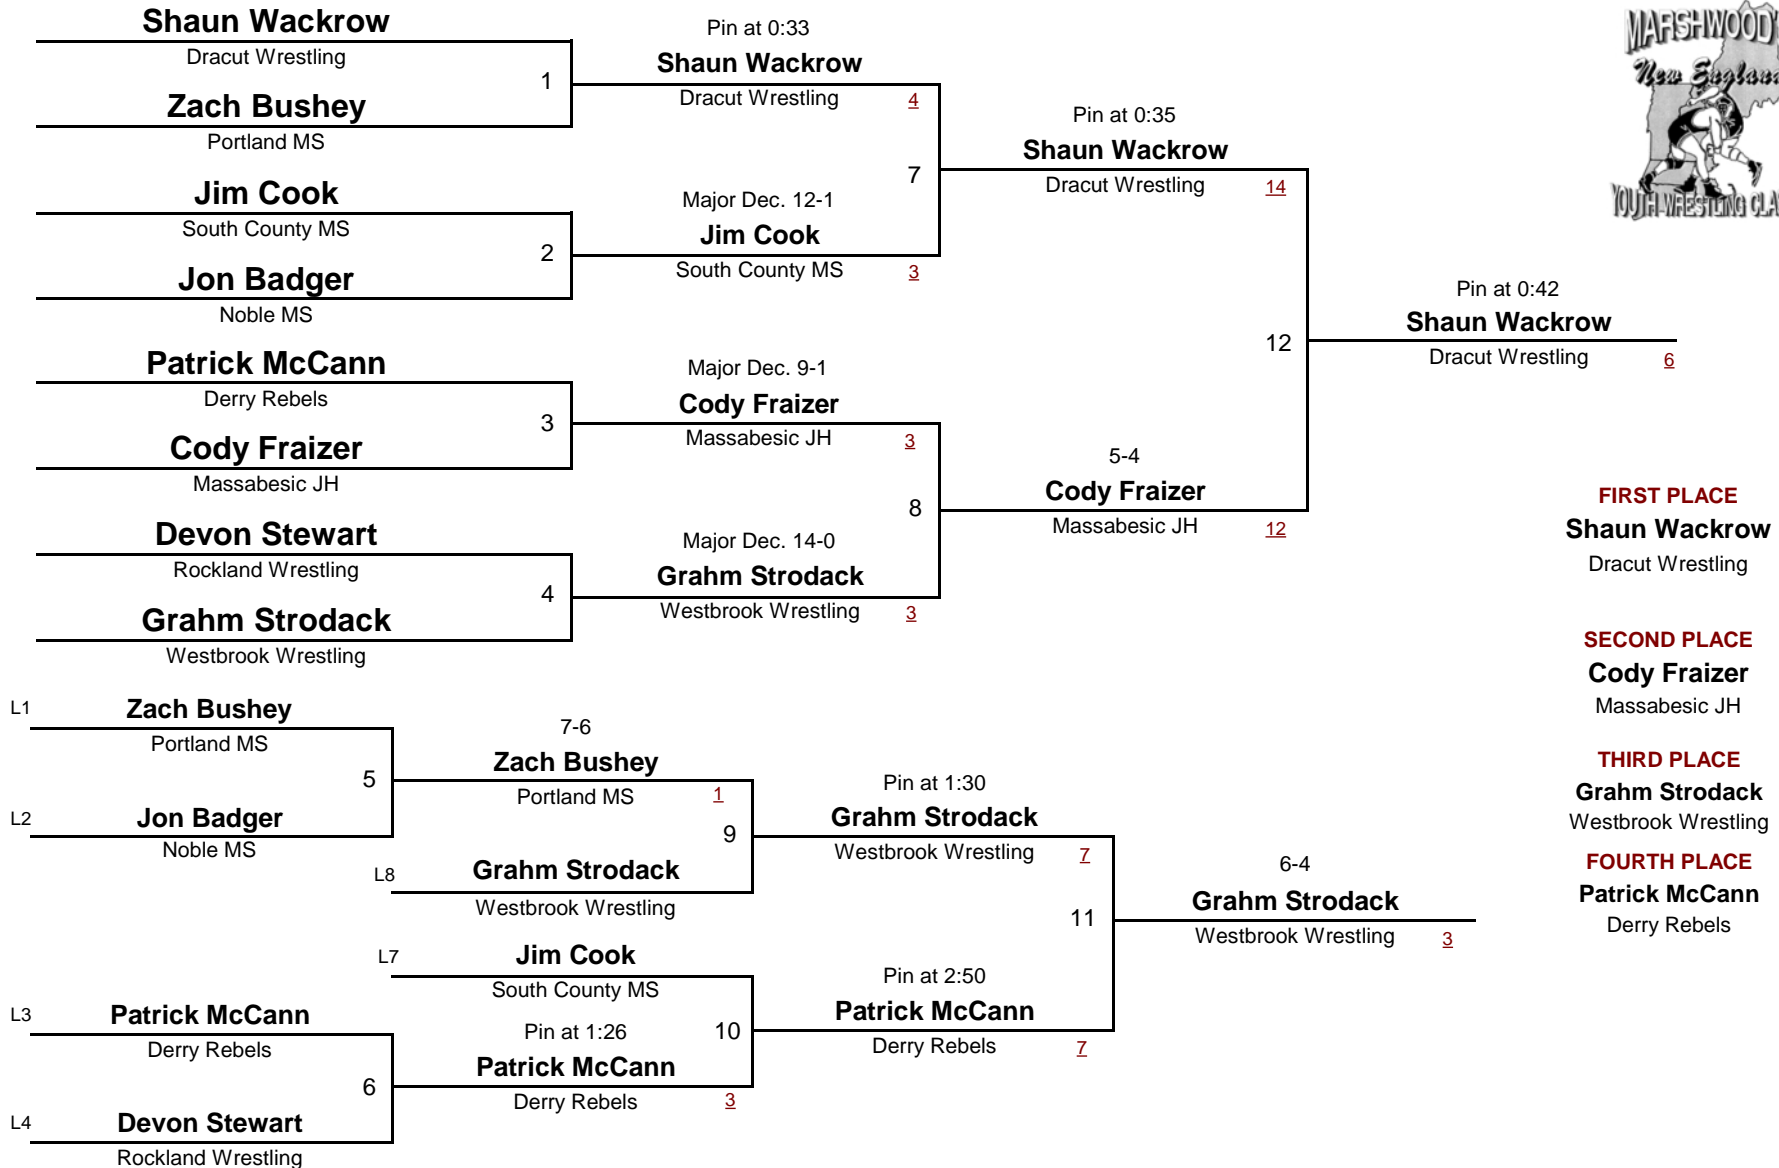 Shaun Wackrow
Dracut Wrestling
1
Zach Bushey
Portland MS
Jim Cook
South County MS
2
Jon Badger
Noble MS
Patrick McCann
Derry Rebels
3
Cody Fraizer
Massabesic JH
Devon Stewart
Rockland Wrestling
4
Grahm Strodack
Westbrook Wrestling
Pin at 0:33
Shaun Wackrow
Dracut Wrestling 4
7
Major Dec. 12-1
Jim Cook
South County MS 3
Major Dec. 9-1
Cody Fraizer
Massabesic JH 3
8
Major Dec. 14-0
Grahm Strodack
Westbrook Wrestling 3
Pin at 0:35
Shaun Wackrow
Dracut Wrestling 14
12
5-4
Cody Fraizer
Massabesic JH 12
Pin at 0:42
Shaun Wackrow
Dracut Wrestling 6
MARSHWOOD'
New England
YOUTH WRESTLING CLA
FIRST PLACE
Shaun Wackrow
Dracut Wrestling
SECOND PLACE
Cody Fraizer
Massabesic JH
THIRD PLACE
Grahm Strodack
Westbrook Wrestling
FOURTH PLACE
Patrick McCann
Derry Rebels
L1 Zach Bushey
Portland MS
5
L2 Jon Badger
Noble MS
7-6
Zach Bushey
Portland MS 1
9
L8 Grahm Strodack
Westbrook Wrestling
L7 Jim Cook
South County MS
L3 Patrick McCann
Derry Rebels
6
L4 Devon Stewart
Rockland Wrestling
Pin at 1:26
10
Patrick McCann
Derry Rebels 3
Pin at 1:30
Grahm Strodack
Westbrook Wrestling 7
11
Pin at 2:50
Patrick McCann
Derry Rebels 7
6-4
Grahm Strodack
Westbrook Wrestling 3